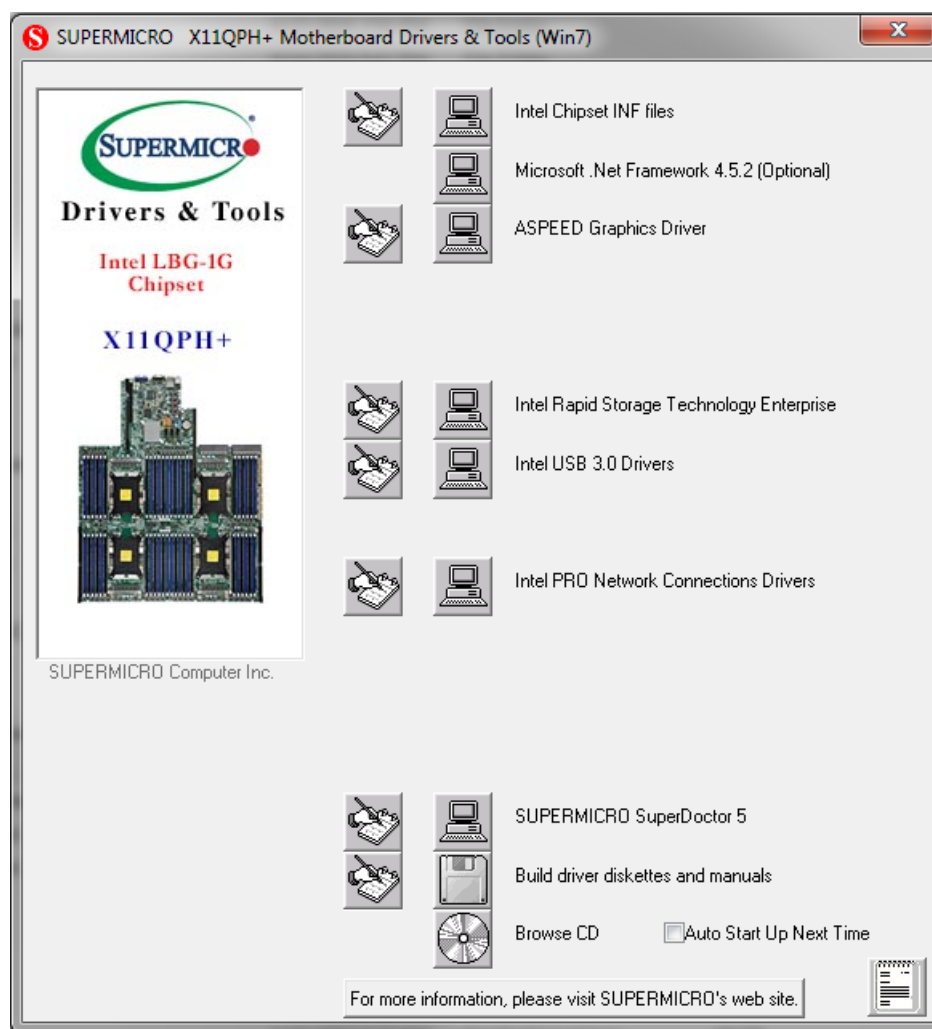 SUPERMICRO   X11QPH+ Motherboard Drivers & Tools (Win7)
SUPERMICRO
Drivers & Tools
Intel LBG-1G
Chipset
X11QPH+
SUPERMICRO Computer Inc.
Intel Chipset INF files
Microsoft .Net Framework 4.5.2 (Optional)
ASPEED Graphics Driver
Intel Rapid Storage Technology Enterprise
Intel USB 3.0 Drivers
Intel PRO Network Connections Drivers
SUPERMICRO SuperDoctor 5
Build driver diskettes and manuals
Browse CD   Auto Start Up Next Time
For more information, please visit SUPERMICRO's web site.